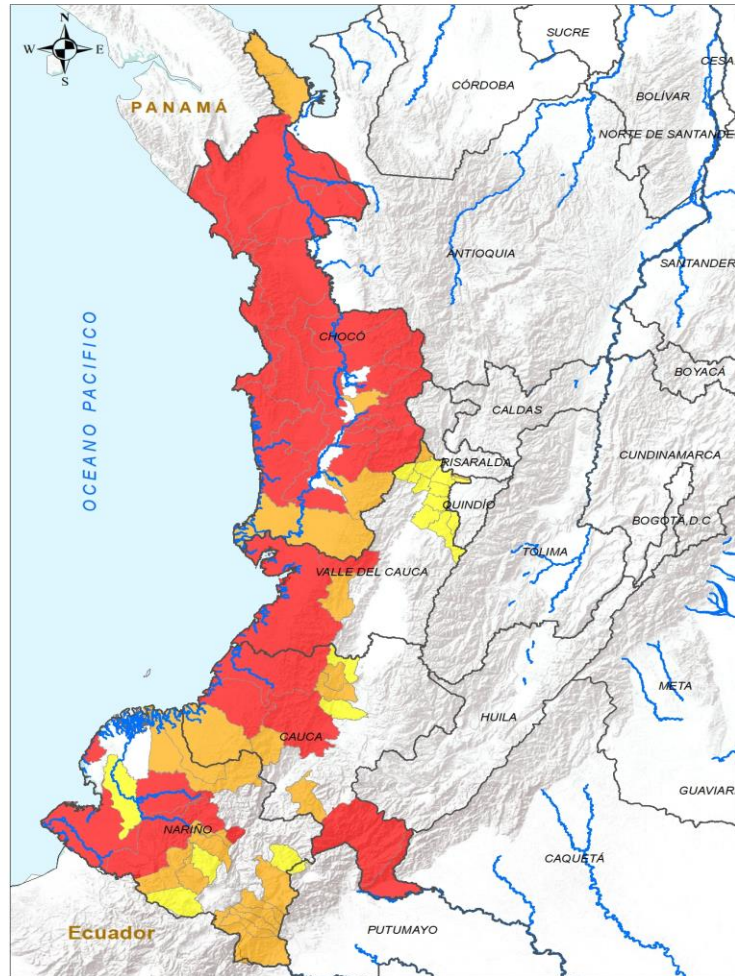 SUCRE
N
CESA
CÓRDOBA
W E
BOLÍVAR
S
PANAMÁ
NORTE DE SANTANDE
ANTIOQUIA
SANTANDER
OCEANO PACIFICO
CHOCÓ
BOYACÁ
CALDAS
CUNDINAMARCA
RISARALDA
QUINDÍO
BOGOTÁ, D.C
TOLIMA
VALLE DEL CAUCA
META
HUILA
CAUCA
GUAVIAR
NARIÑO
CAQUETÁ
Ecuador
PUTUMAYO